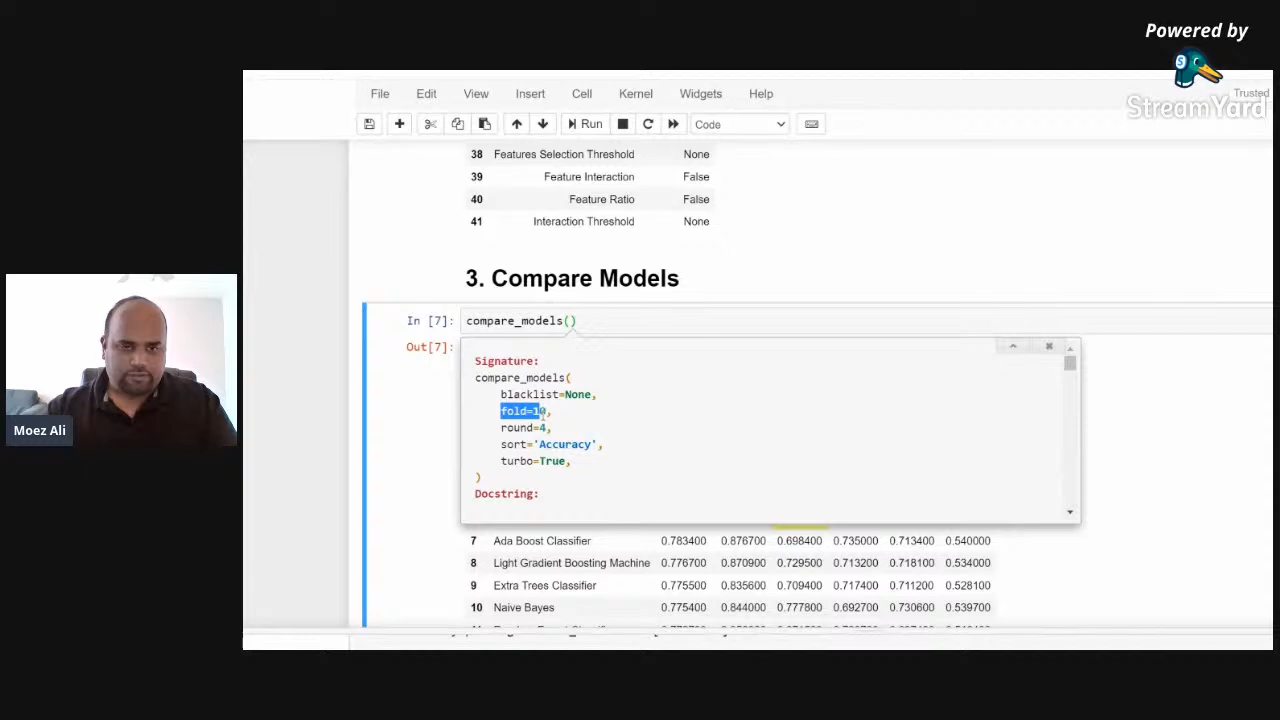 Powered by
StreamYard
File Edit View Insert Cell Kernel Widgets Help
Trusted
Run
Code
38 Features Selection Threshold None
39 Feature Interaction False
40 Feature Ratio False
41 Interaction Threshold None
3. Compare Models
In [7]: compare_models()
Out[7]:
Signature:
compare_models(
blacklist=None,
fold=10,
round=4,
sort='Accuracy',
turbo=True,
)
Docstring:
7 Ada Boost Classifier 0.783400 0.876700 0.698400 0.735000 0.713400 0.540000
8 Light Gradient Boosting Machine 0.776700 0.870900 0.729500 0.713200 0.718100 0.534000
9 Extra Trees Classifier 0.775500 0.835600 0.709400 0.717400 0.711200 0.528100
10 Naive Bayes 0.775400 0.844000 0.777800 0.692700 0.730600 0.539700
Moez Ali